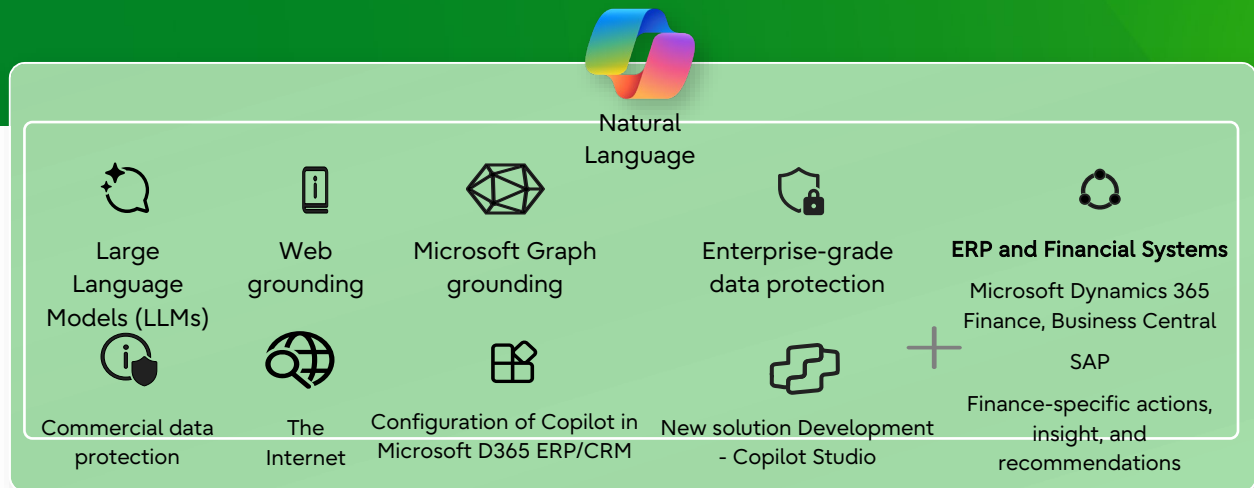 Natural
Language
Large
Language
Models (LLMs)
Web
grounding
Microsoft Graph
grounding
Enterprise-grade
data protection
ERP and Financial Systems
Microsoft Dynamics 365
Finance, Business Central
SAP
Finance-specific actions,
insight, and
recommendations
Commercial data
protection
The
Internet
Configuration of Copilot in
Microsoft D365 ERP/CRM
New solution Development
- Copilot Studio